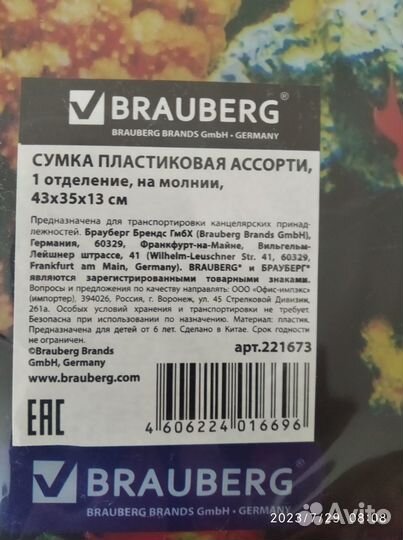 BRAUBERG®
BRAUBERG BRANDS GmbH • GERMANY
СУМКА ПЛАСТИКОВАЯ АССОРТИ,
1 отделение, на молнии,
43х35х13 см
Предназначена для транспортировки канцелярских принад-
лежностей. Брауберг Брендс ГмбХ (Brauberg Brands GmbH),
Германия, 60329, Франкфурт-на-Майне, Вильгельм-
Лейшнер штрассе, 41 (Wilhelm-Leuschner Str. 41, 60329,
Frankfurt am Main, Germany). BRAUBERG® и БРАУБЕРГ®
являются зарегистрированными товарными знаками.
Вопросы и предложения по качеству направлять: ООО «Офис-импэкс»
(импортер), 394026, Россия, г. Воронеж, ул. 45 Стрелковой Дивизии,
261а. Особых условий хранения и транспортировки не требует.
Безопасна при использовании по назначению. Материал: пластик.
Предназначена для детей от 6 лет. Сделано в Китае. Срок годности
не ограничен.
©Brauberg Brands
GmbH, Germany
арт.221673
www.brauberg.com
EAC
4 606224 016696
BRAUBERG®
BRAUBERG BRANDS GmbH • GERMANY
2023/7/29 08:08
Avito